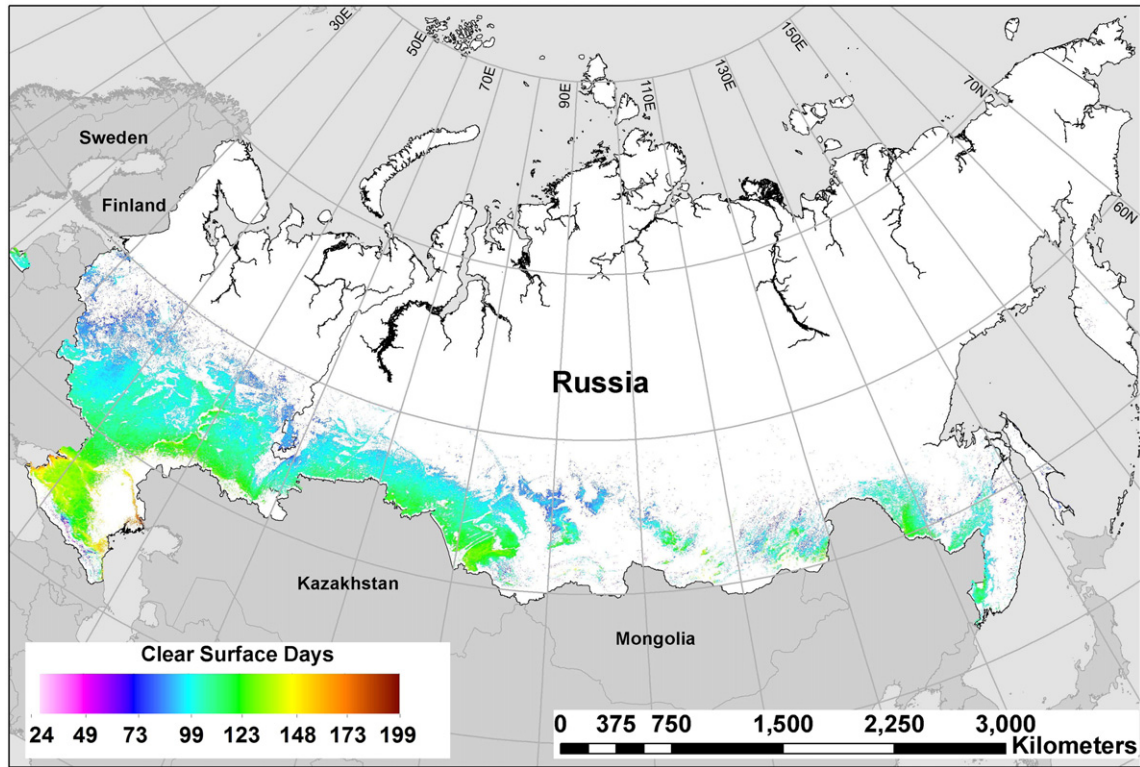 30E
50E
70E
90E
110E
130E
150E
70N
60N
Sweden
Finland
Russia
Kazakhstan
Mongolia
Clear Surface Days
24 49 73 99 123 148 173 199
0 375 750 1,500 2,250 3,000
Kilometers